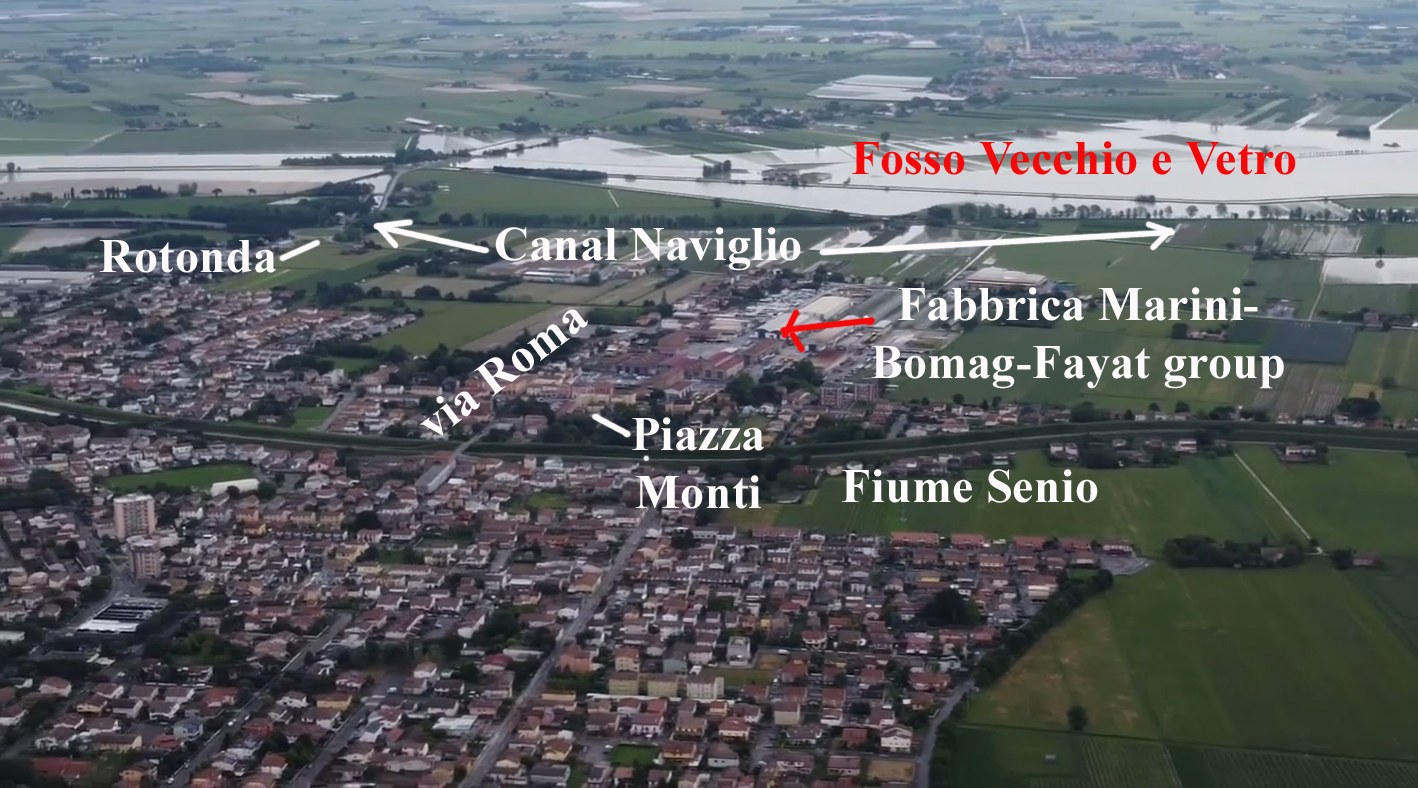 Fosso Vecchio e Vetro
Rotonda
Canal Naviglio
Fabbrica Marini-
Bomag-Fayat group
via Roma
Piazza
Monti
Fiume Senio